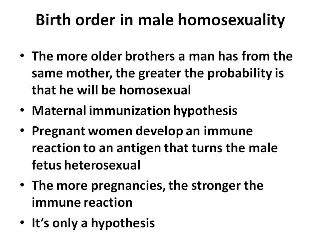 Birth order in male homosexuality
• The more older brothers a man has from the
same mother, the greater the probability is
that he will be homosexual
• Maternal immunization hypothesis
• Pregnant women develop an immune
reaction to an antigen that turns the male
fetus heterosexual
• The more pregnancies, the stronger the
immune reaction
• It's only a hypothesis